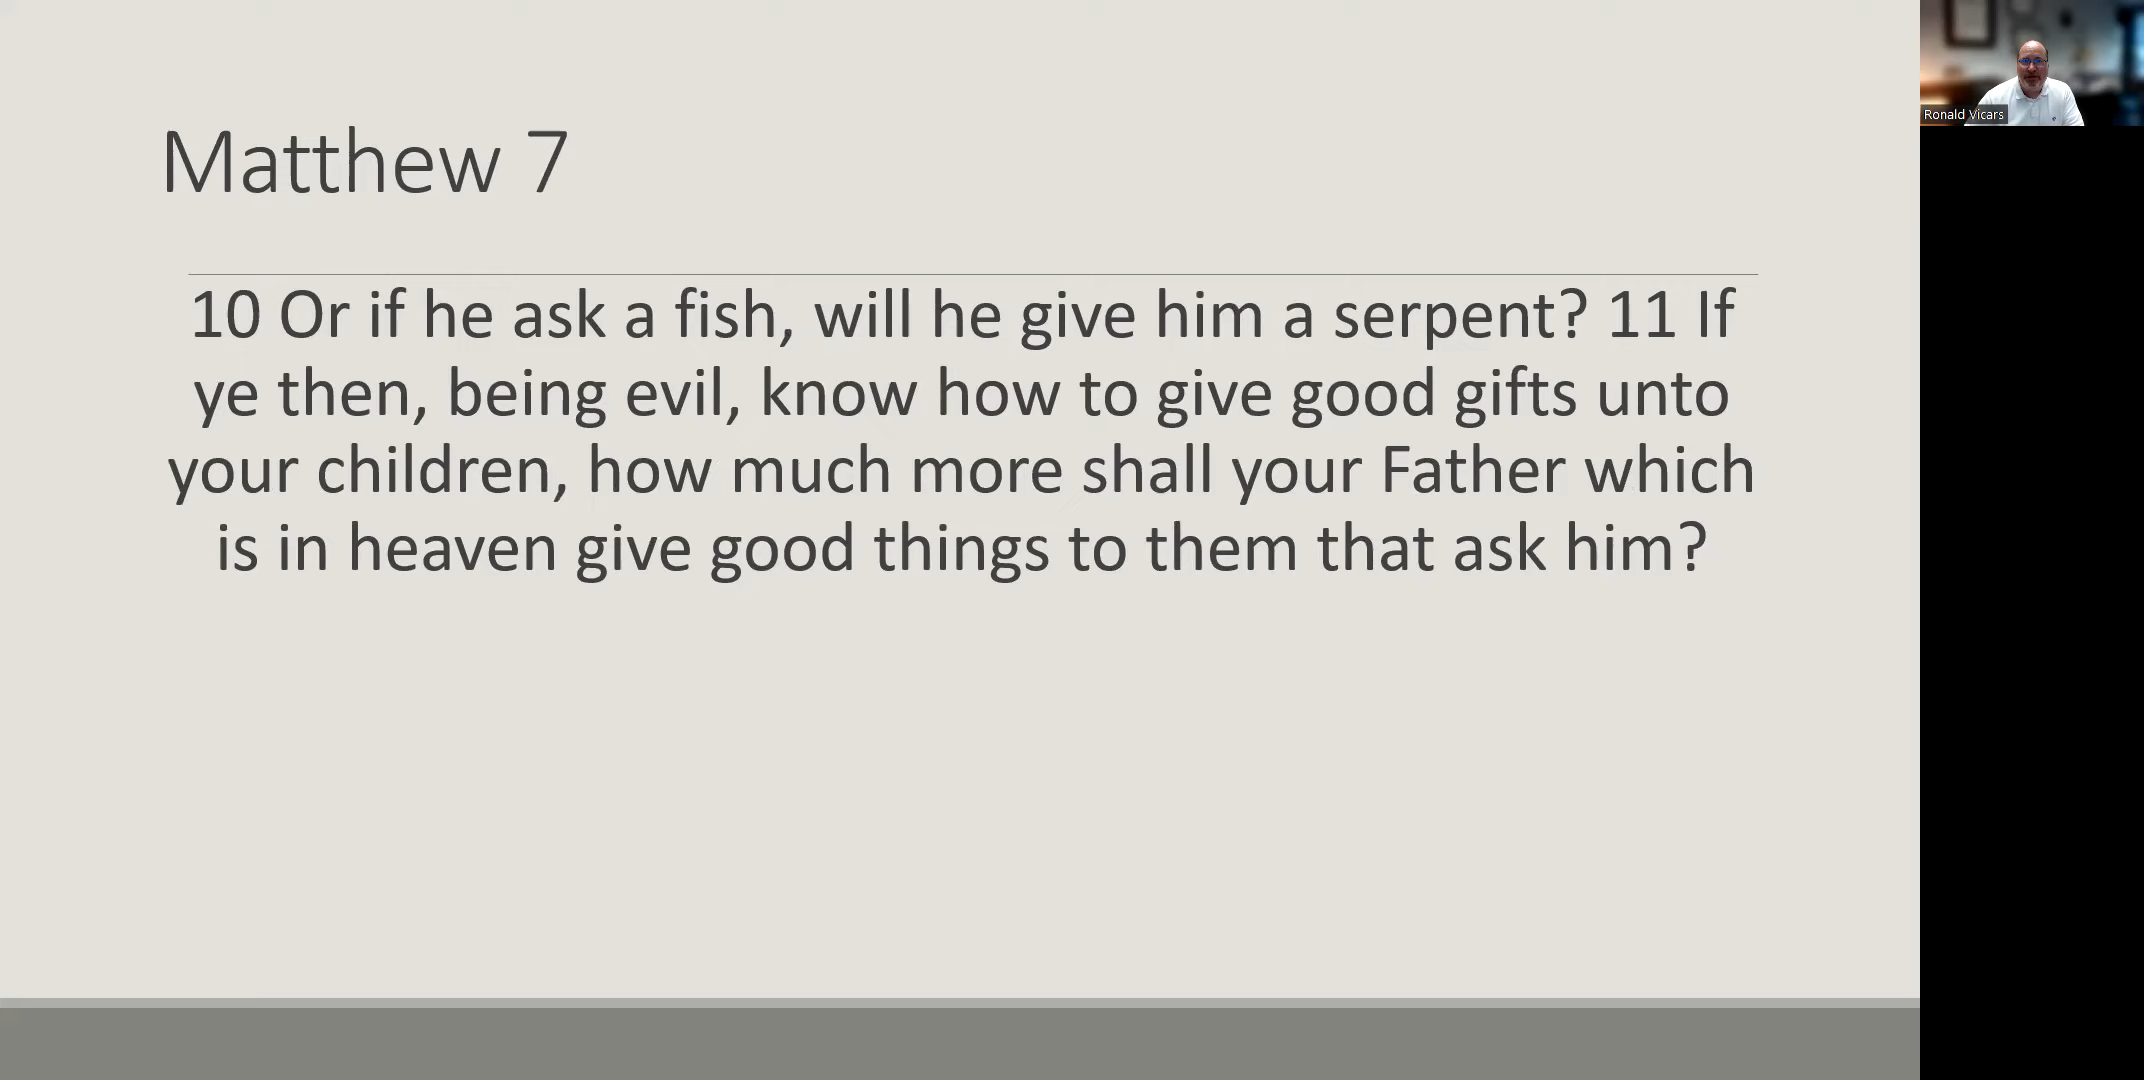 Matthew 7
10 Or if he ask a fish, will he give him a serpent? 11 If
ye then, being evil, know how to give good gifts unto
your children, how much more shall your Father which
is in heaven give good things to them that ask him?
Ronald Vicars